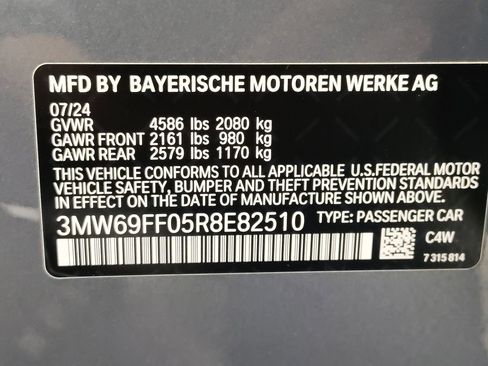 MFD BY BAYERISCHE MOTOREN WERKE AG
07/24
GVWR 4586 lbs 2080 kg
GAWR FRONT 2161 lbs 980 kg
GAWR REAR 2579 lbs 1170 kg
THIS VEHICLE CONFORMS TO ALL APPLICABLE U.S.FEDERAL MOTOR
VEHICLE SAFETY, BUMPER AND THEFT PREVENTION STANDARDS
IN EFFECT ON THE DATE OF MANUFACTURE SHOWN ABOVE.
3MW69FF05R8E82510 TYPE: PASSENGER CAR
C4W
7 315 814